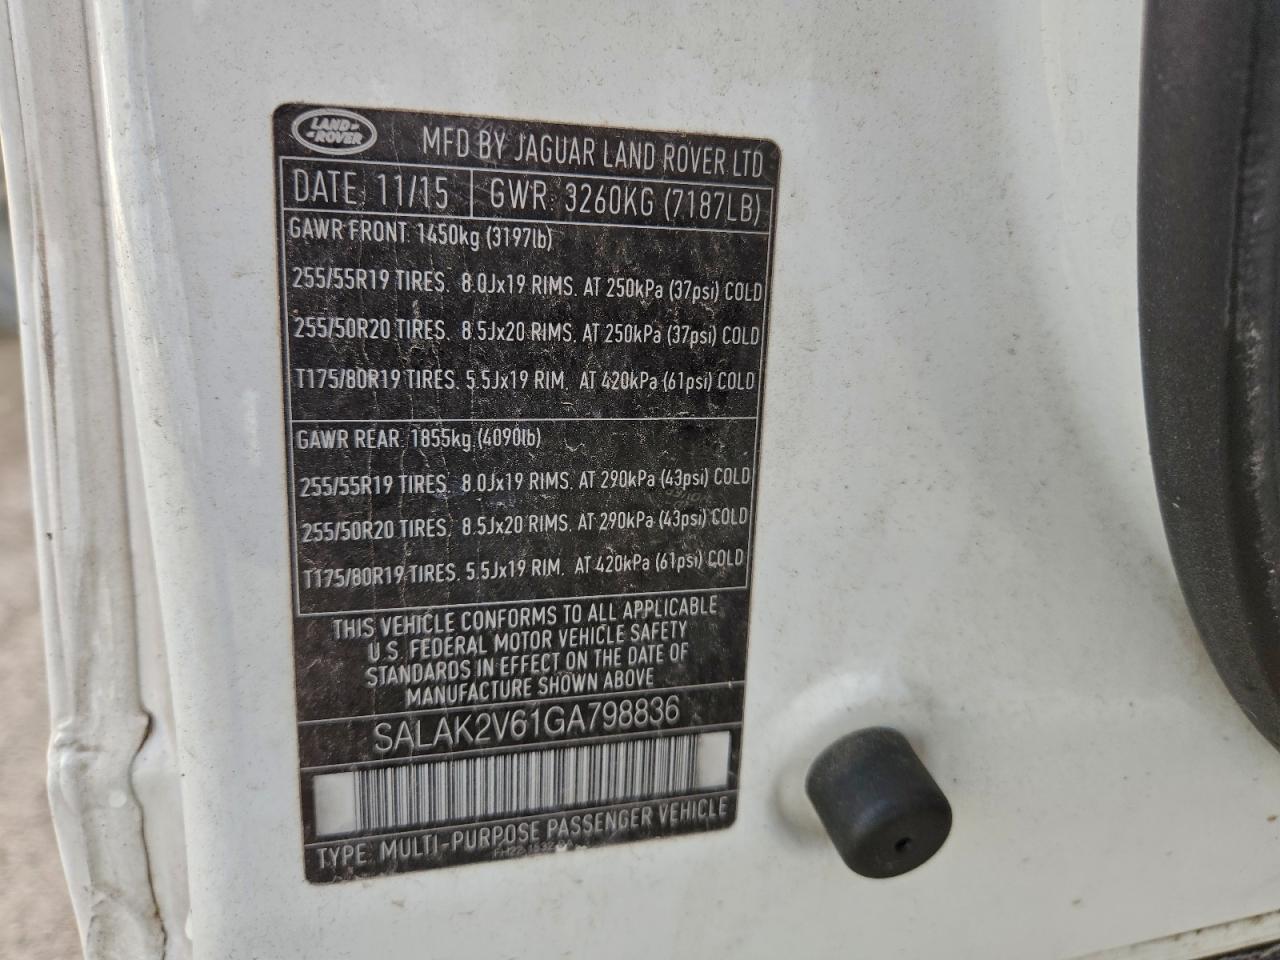 LAND ROVER
MFD BY JAGUAR LAND ROVER LTD
DATE: 11/15 GWR: 3260KG (7187LB)
GAWR FRONT: 1450kg (3197lb)
255/55R19 TIRES. 8.0Jx19 RIMS. AT 250kPa (37psi) COLD
255/50R20 TIRES. 8.5Jx20 RIMS. AT 250kPa (37psi) COLD
T175/80R19 TIRES. 5.5Jx19 RIM. AT 420kPa (61psi) COLD
GAWR REAR: 1855kg (4090lb)
255/55R19 TIRES. 8.0Jx19 RIMS. AT 290kPa (43psi) COLD
255/50R20 TIRES. 8.5Jx20 RIMS. AT 290kPa (43psi) COLD
T175/80R19 TIRES. 5.5Jx19 RIM. AT 420kPa (61psi) COLD
THIS VEHICLE CONFORMS TO ALL APPLICABLE
U.S. FEDERAL MOTOR VEHICLE SAFETY
STANDARDS IN EFFECT ON THE DATE OF
MANUFACTURE SHOWN ABOVE
SALAK2V61GA798836
TYPE: MULTI-PURPOSE PASSENGER VEHICLE